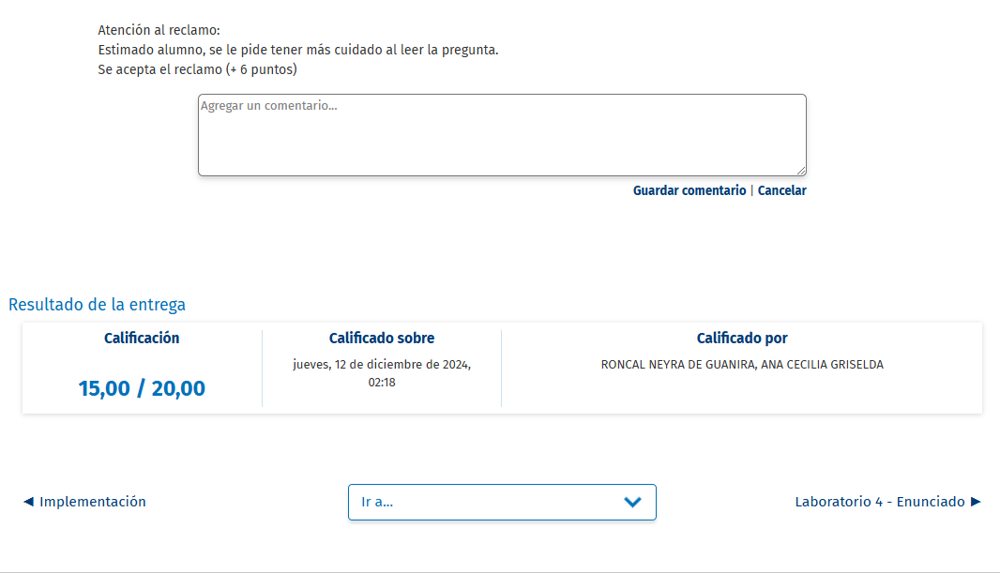 Atención al reclamo:
Estimado alumno, se le pide tener más cuidado al leer la pregunta.
Se acepta el reclamo (+ 6 puntos)
Agregar un comentario...
Guardar comentario | Cancelar
Resultado de la entrega
Calificación
15,00 / 20,00
Calificado sobre
jueves, 12 de diciembre de 2024,
02:18
Calificado por
RONCAL NEYRA DE GUANIRA, ANA CECILIA GRISELDA
◀ Implementación
Ir a...
Laboratorio 4 - Enunciado ▶